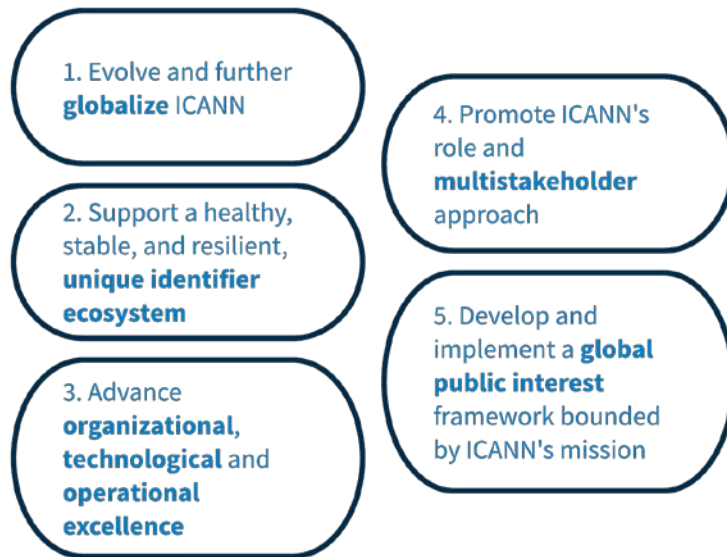 1. Evolve and further
globalize ICANN
2. Support a healthy,
stable, and resilient,
unique identifier
ecosystem
3. Advance
organizational,
technological and
operational
excellence
4. Promote ICANN's
role and
multistakeholder
approach
5. Develop and
implement a global
public interest
framework bounded
by ICANN's mission